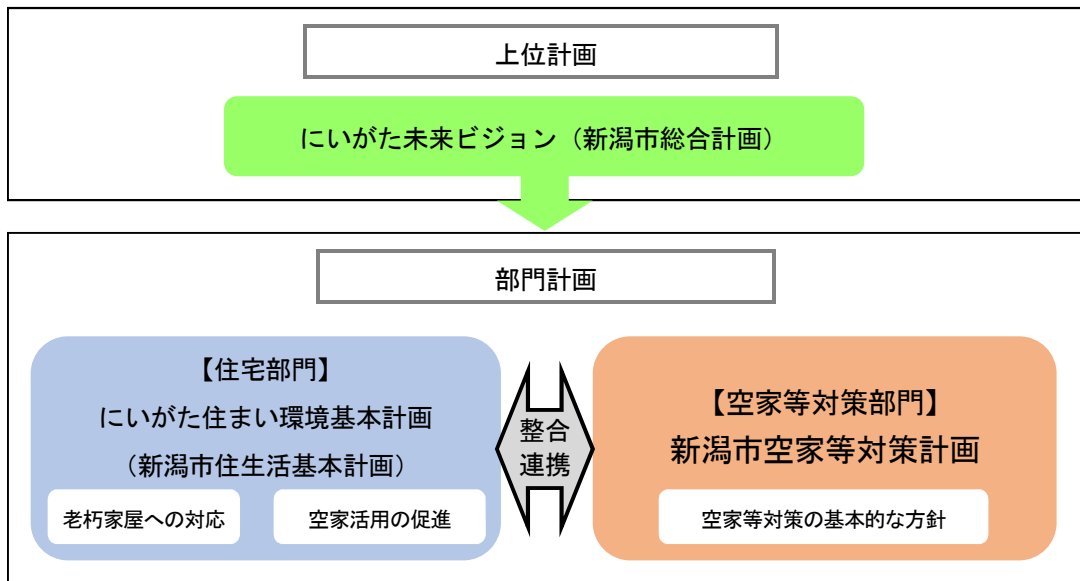 上位計画
にいがた未来ビジョン（新潟市総合計画）
部門計画
【住宅部門】
にいがた住まい環境基本計画
（新潟市住生活基本計画）
老朽家屋への対応
空家活用の促進
整合
連携
【空家等対策部門】
新潟市空家等対策計画
空家等対策の基本的な方針